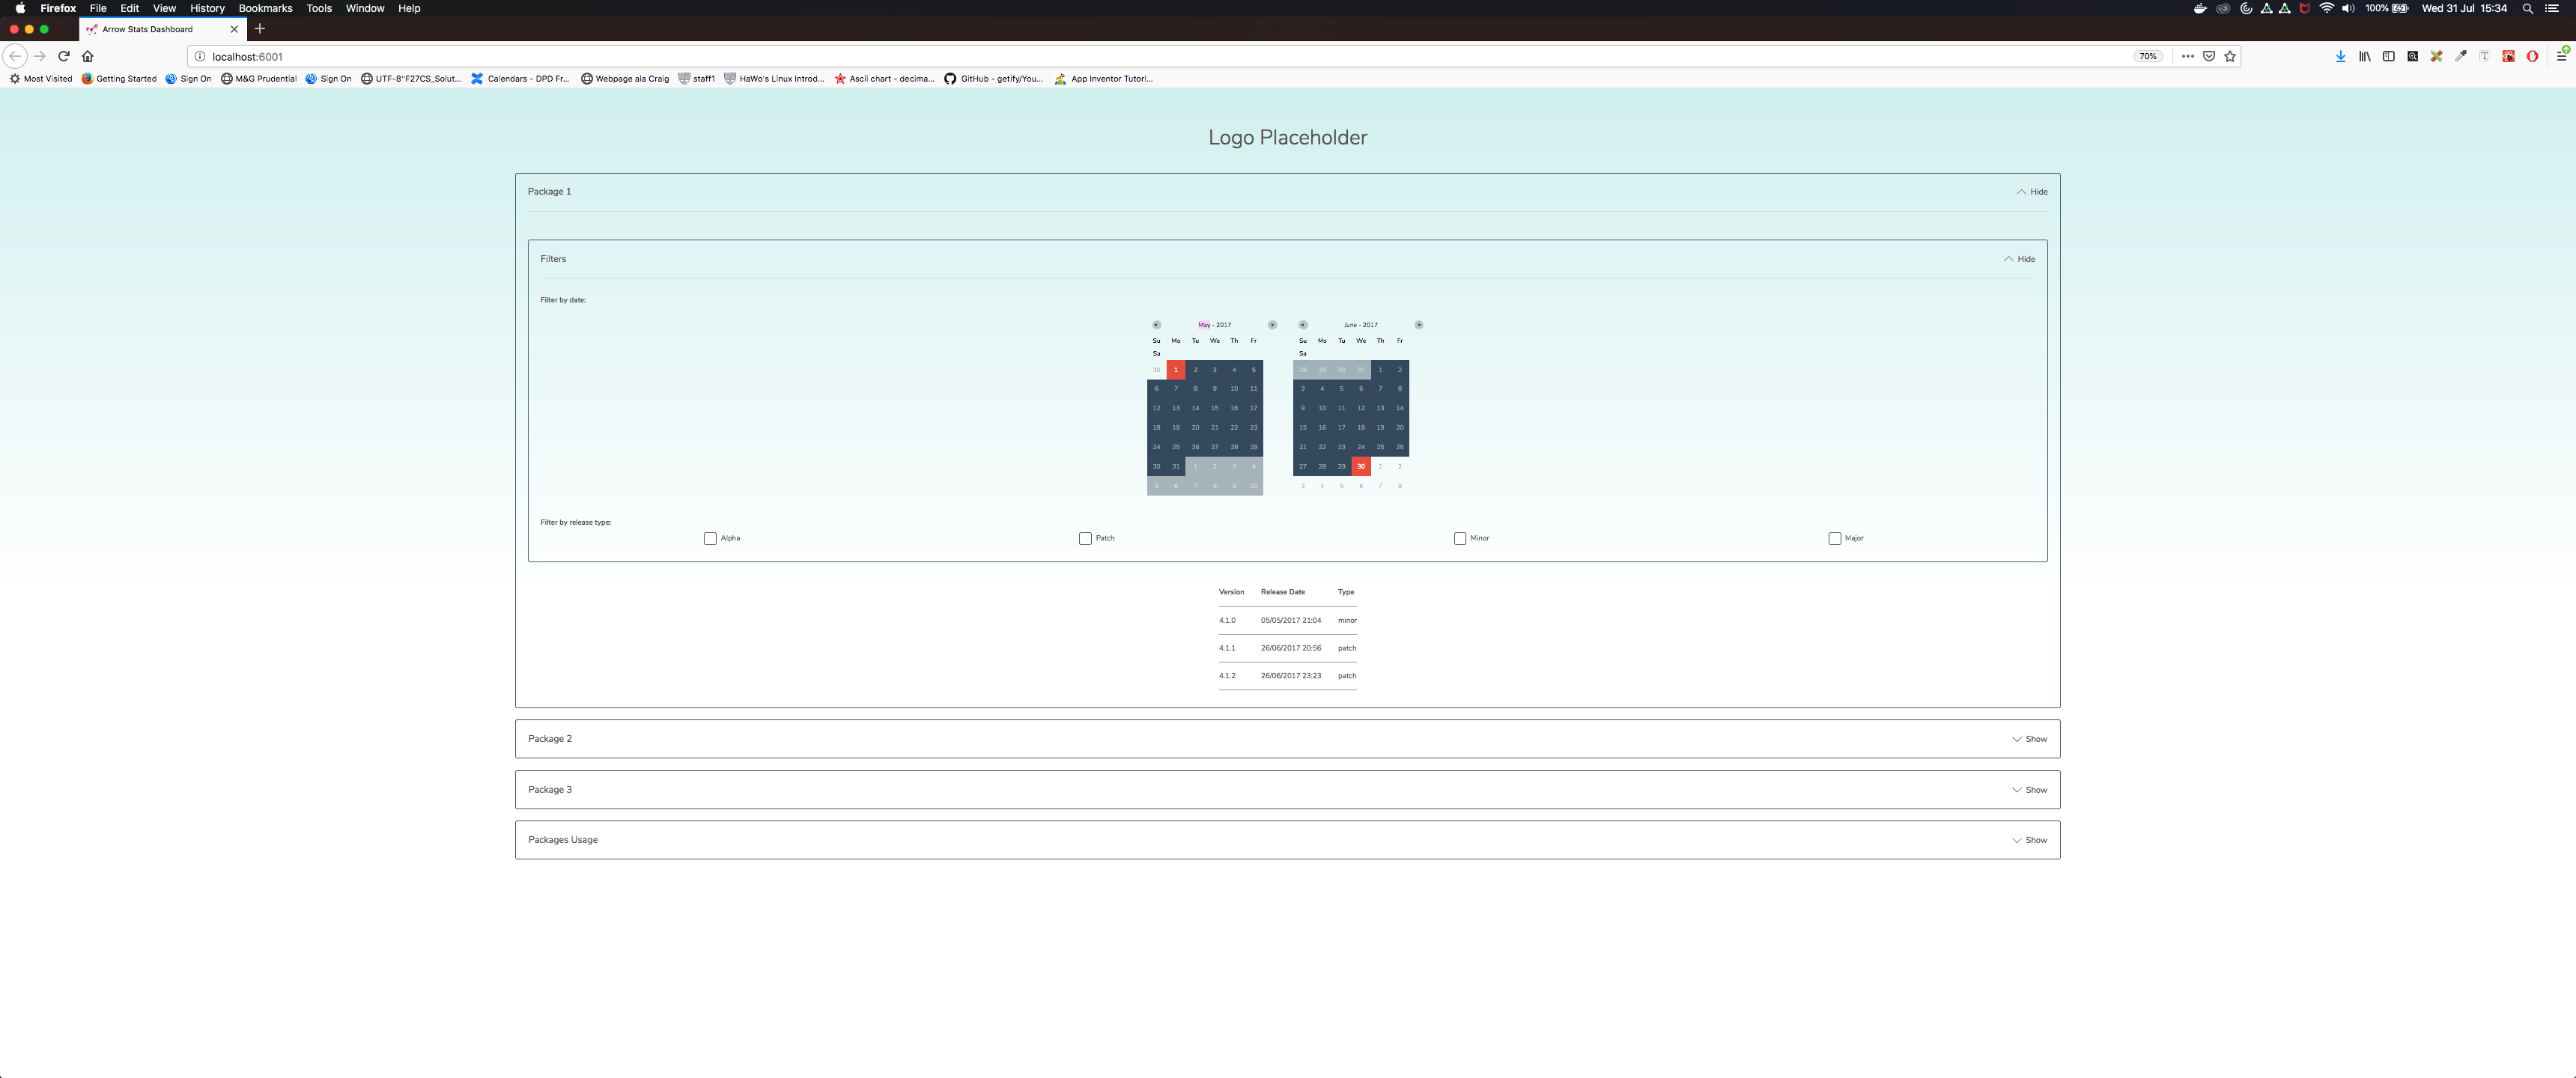 Firefox File Edit View History Bookmarks Tools Window Help 100% Wed 31 Jul 15:34
Arrow Stats Dashboard
localhost:6001 70%
Most Visited Getting Started Sign On M&G Prudential Sign On UTF-8"F27CS_Solut... Calendars - DPD Fr... Webpage ala Craig staff1 HaWo's Linux Introd... Ascii chart - decima... GitHub - getify/You... App Inventor Tutori...
Logo Placeholder
Package 1 Hide
Filters Hide
Filter by date:
May - 2017 June - 2017
Su Mo Tu We Th Fr Su Mo Tu We Th Fr
Sa Sa
30 1 2 3 4 5 28 29 30 31 1 2
6 7 8 9 10 11 3 4 5 6 7 8
12 13 14 15 16 17 9 10 11 12 13 14
18 19 20 21 22 23 15 16 17 18 19 20
24 25 26 27 28 29 21 22 23 24 25 26
30 31 1 2 3 4 27 28 29 30 1 2
5 6 7 8 9 10 3 4 5 6 7 8
Filter by release type:
Alpha Patch Minor Major
Version Release Date Type
4.1.0 05/05/2017 21:04 minor
4.1.1 26/06/2017 20:56 patch
4.1.2 26/06/2017 23:23 patch
Package 2 Show
Package 3 Show
Packages Usage Show